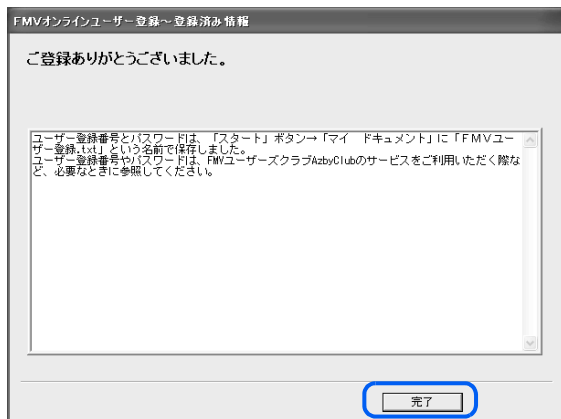 FMVオンラインユーザー登録～登録済み情報
ご登録ありがとうございました。
ユーザー登録番号とパスワードは、「スタート」ボタン→「マイ　ドキュメント」に「ＦＭＶユー
ザー登録.txt」という名前で保存しました。
ユーザー登録番号やパスワードは、FMVユーザーズクラブAzbyClubのサービスをご利用いただく際な
ど、必要なときに参照してください。
完了